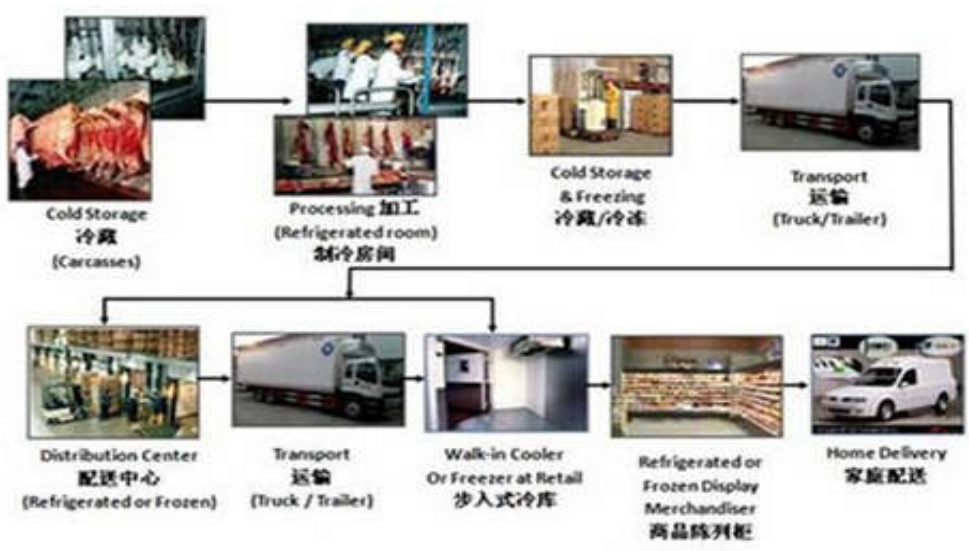 Cold Storage
冷藏
(Carcasses)
Processing 加工
(Refrigerated room)
制冷房间
Cold Storage
& Freezing
冷藏/冷冻
Transport
运输
(Truck/Trailer)
Distribution Center
配送中心
(Refrigerated or Frozen)
Transport
运输
(Truck / Trailer)
Walk-in Cooler
Or Freezer at Retail
步入式冷库
Refrigerated or
Frozen Display
Merchandiser
商品陈列柜
Home Delivery
家庭配送